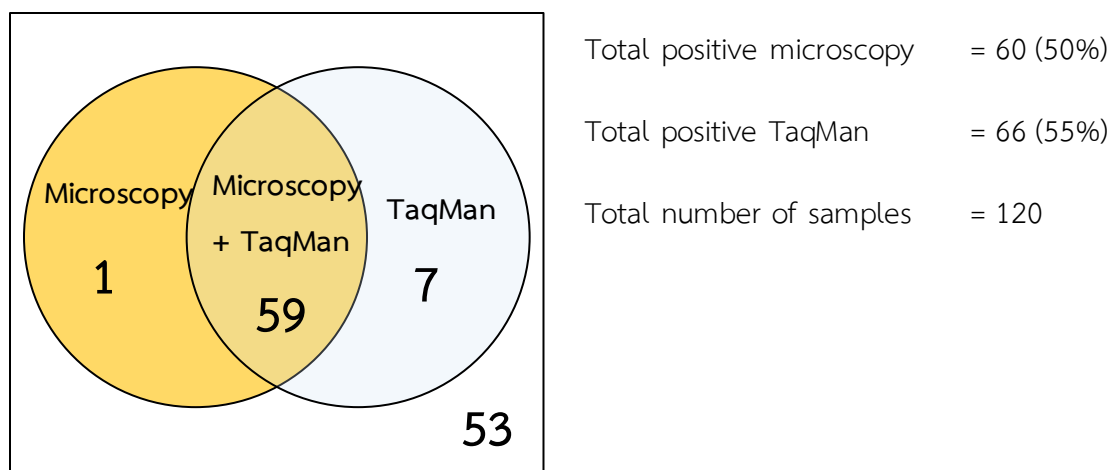 Microscopy
1
Microscopy
+ TaqMan
59
TaqMan
7
53
Total positive microscopy = 60 (50%)
Total positive TaqMan = 66 (55%)
Total number of samples = 120